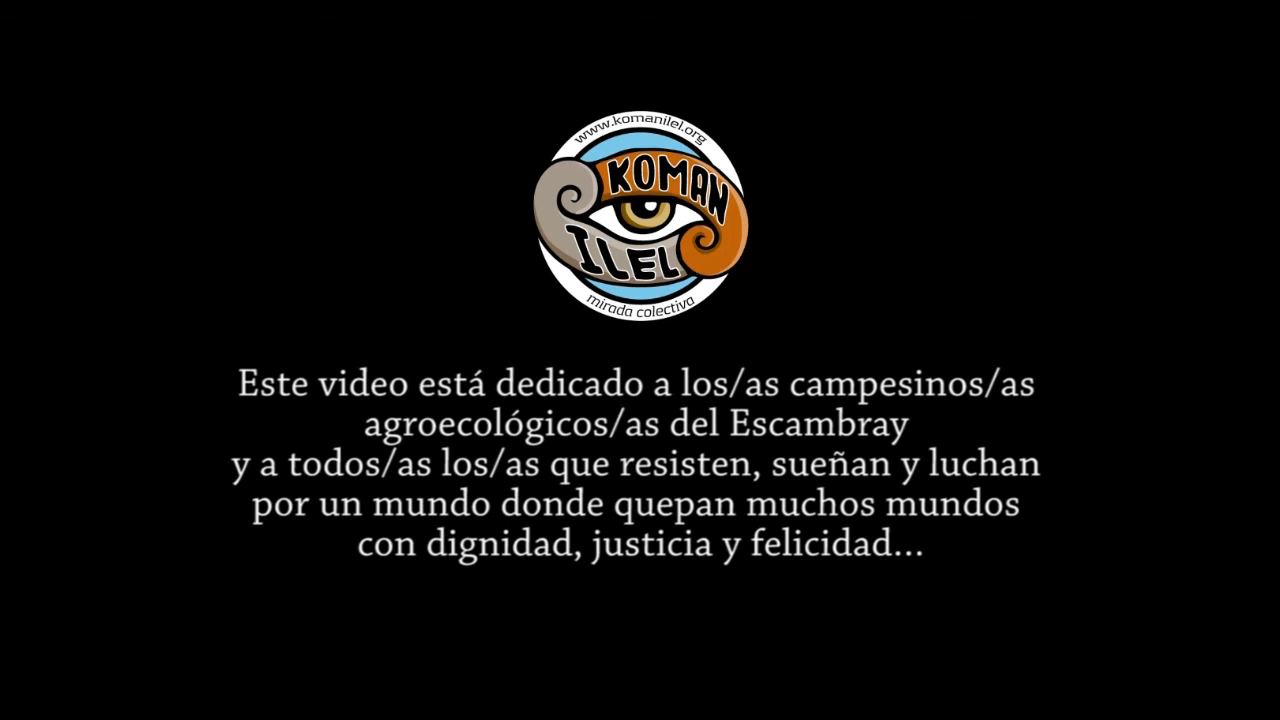 www.komanilel.org
KOMAN
ILEL
mirada colectiva
Este video está dedicado a los/as campesinos/as
agroecológicos/as del Escambray
y a todos/as los/as que resisten, sueñan y luchan
por un mundo donde quepan muchos mundos
con dignidad, justicia y felicidad...